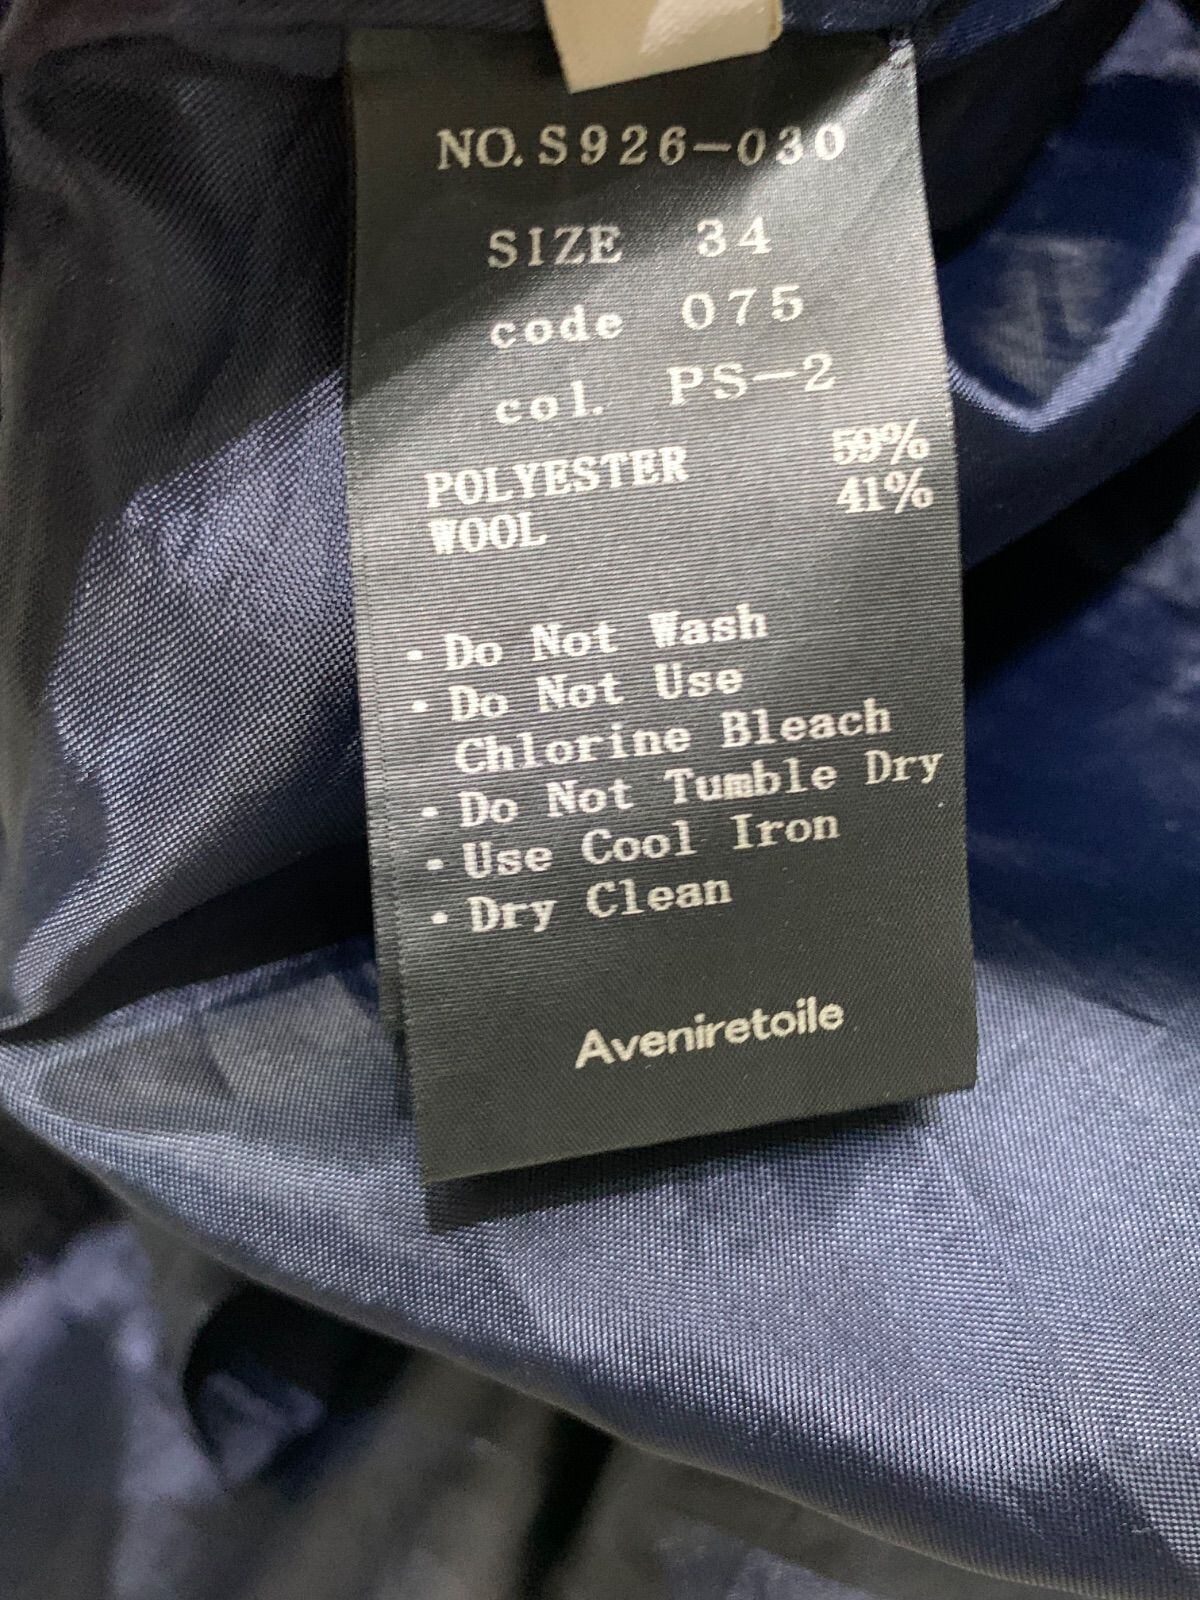 NO. S926-030
SIZE 34
code 075
col. PS-2
POLYESTER 59%
WOOL 41%
・Do Not Wash
・Do Not Use
Chlorine Bleach
・Do Not Tumble Dry
・Use Cool Iron
・Dry Clean
Aveniretoile